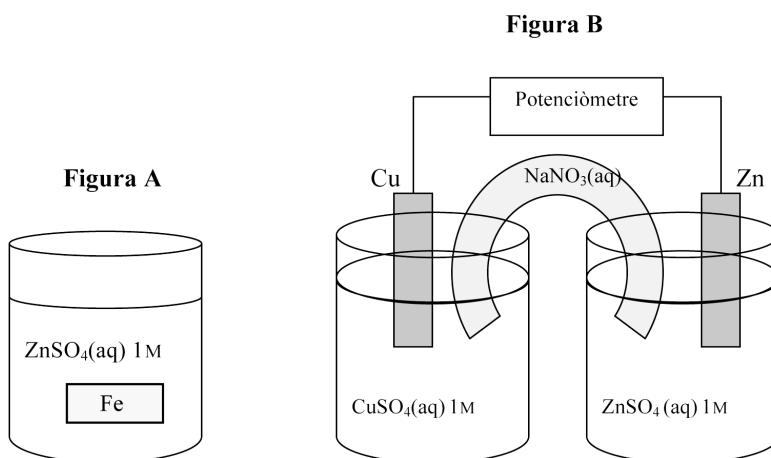 Figura B
Potenciòmetre
Figura A
Cu
NaNO₃(aq)
Zn
ZnSO₄(aq) 1M
Fe
CuSO₄(aq) 1M
ZnSO₄ (aq) 1M